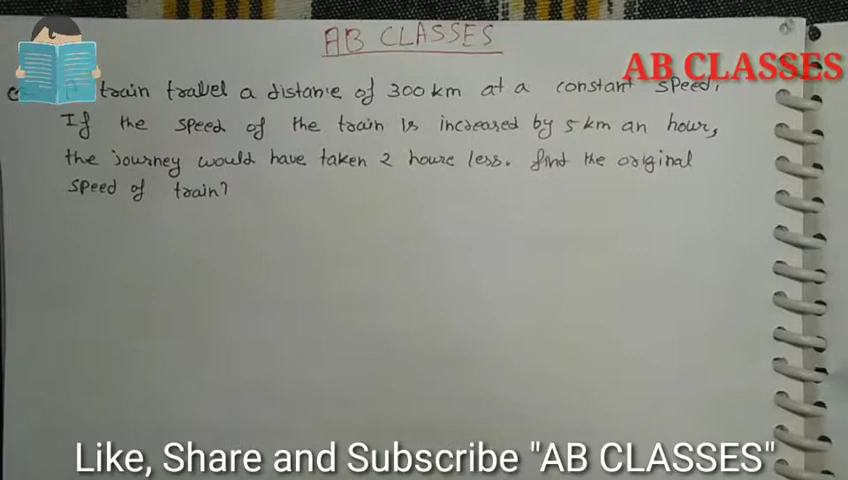 AB CLASSES
AB CLASSES
train travel a distance of 300 km at a constant speed.
If the speed of the train is increased by 5 km an hour,
the journey would have taken 2 hours less. find the original
speed of train?
Like, Share and Subscribe "AB CLASSES"